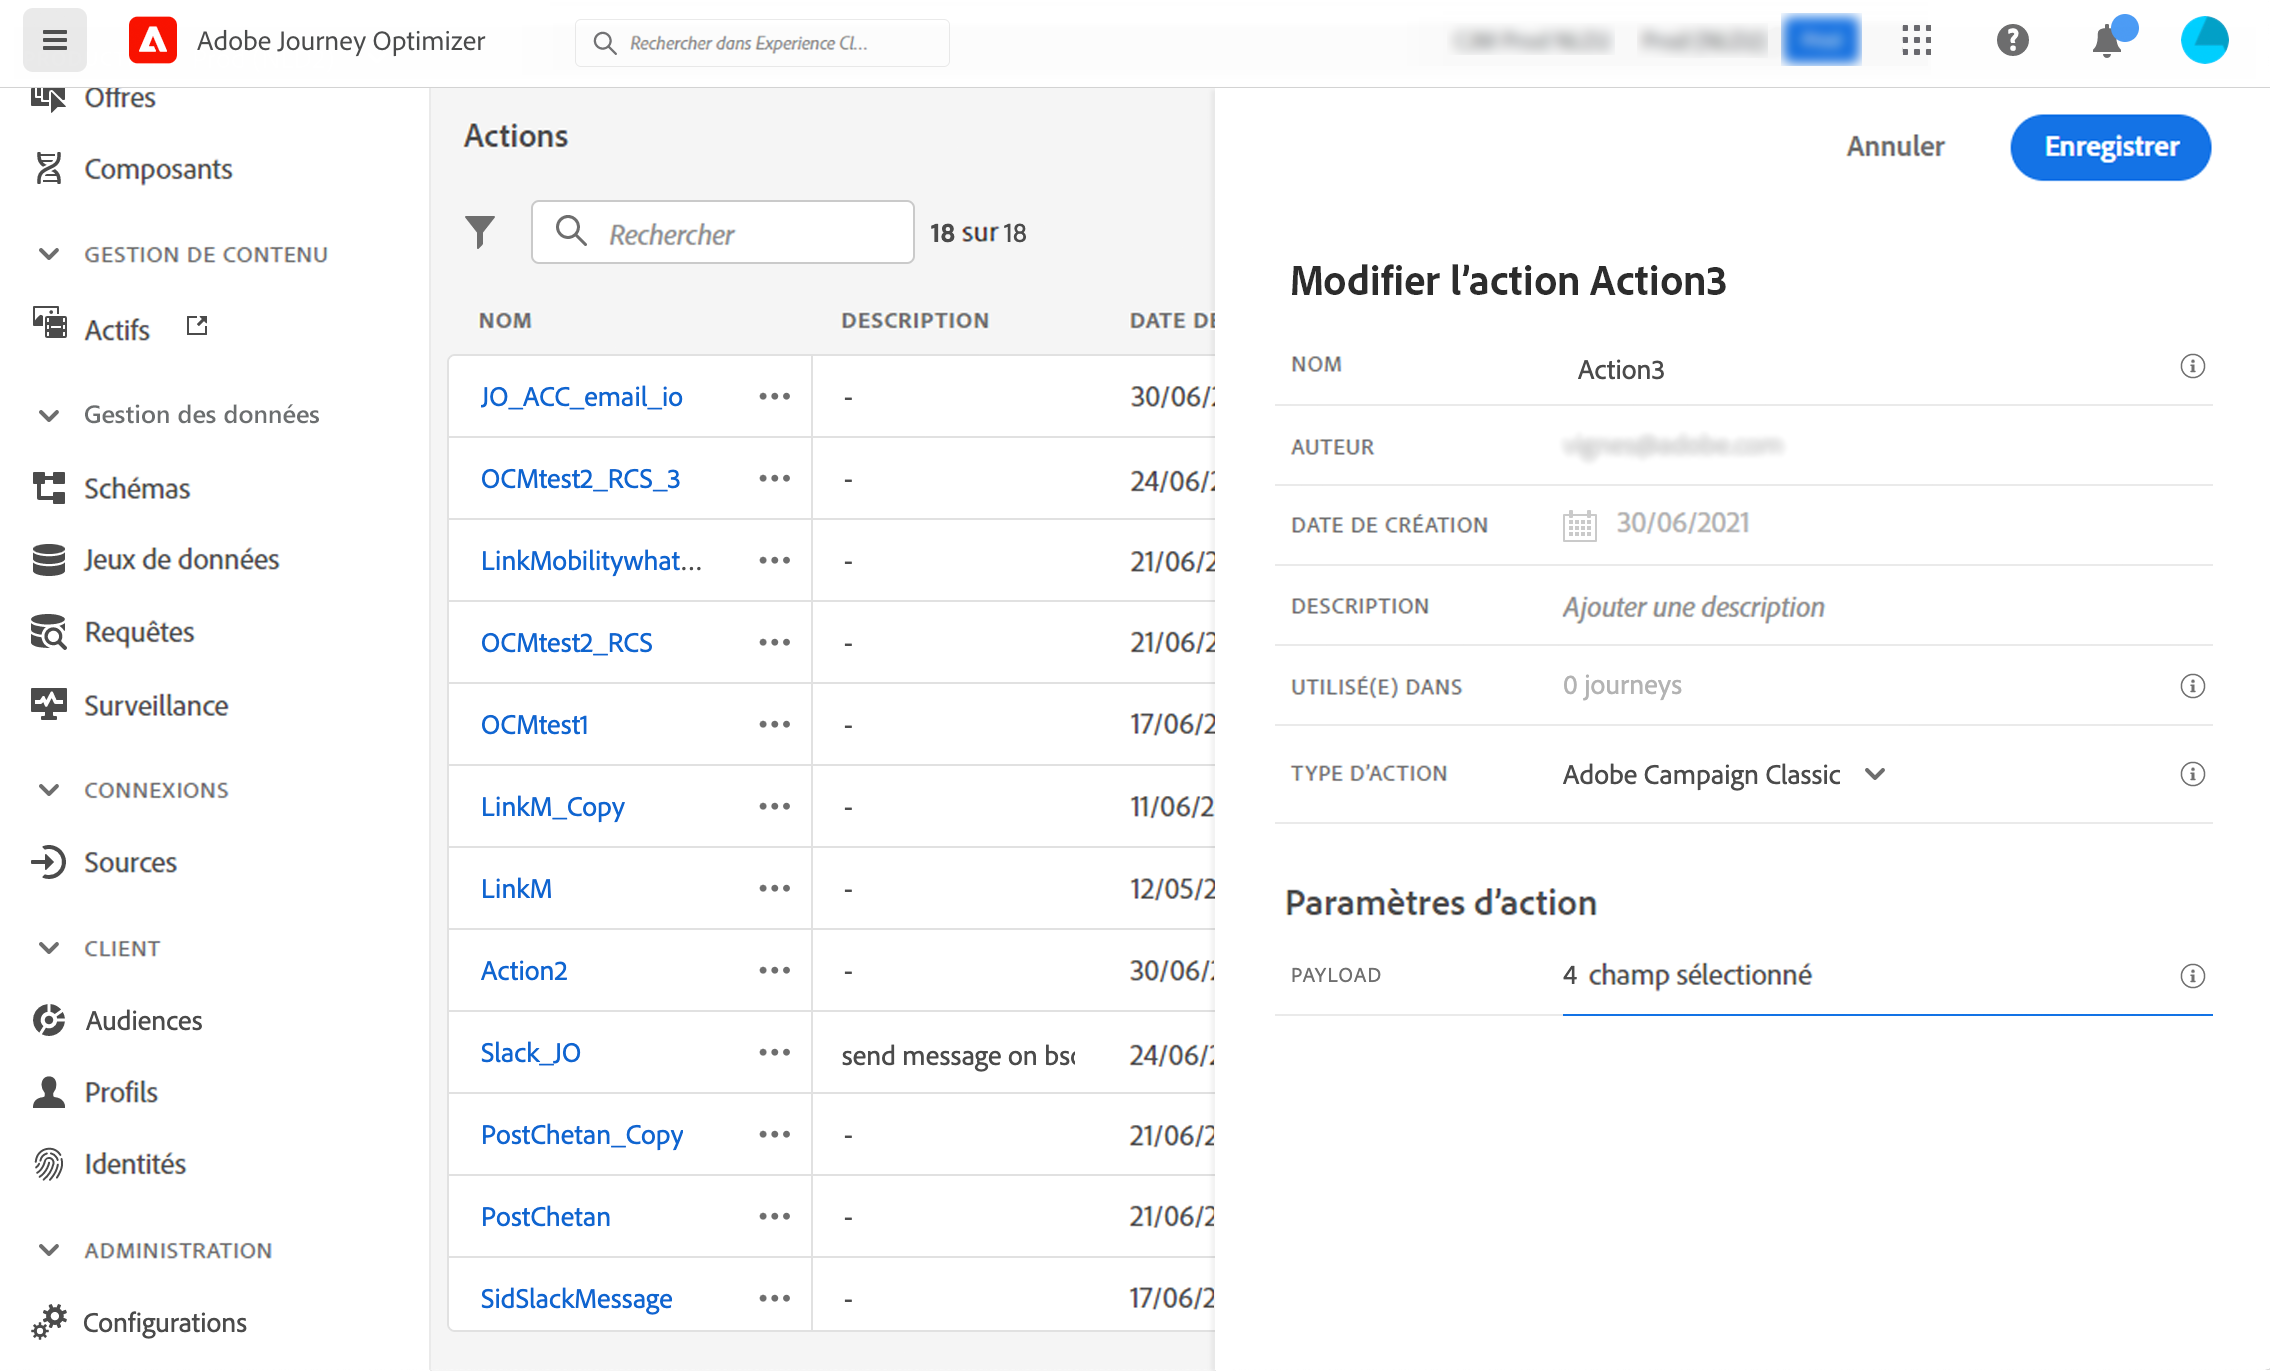 Adobe Journey Optimizer
Rechercher dans Experience Cl...
Offres
Composants
GESTION DE CONTENU
Actifs
Gestion des données
Schémas
Jeux de données
Requêtes
Surveillance
CONNEXIONS
Sources
CLIENT
Audiences
Profils
Identités
ADMINISTRATION
Configurations
Actions
Rechercher
18 sur 18
NOM DESCRIPTION DATE DE
JO_ACC_email_io ••• - 30/06/2
OCMtest2_RCS_3 ••• - 24/06/2
LinkMobilitywhat... ••• - 21/06/2
OCMtest2_RCS ••• - 21/06/2
OCMtest1 ••• - 17/06/2
LinkM_Copy ••• - 11/06/2
LinkM ••• - 12/05/2
Action2 ••• - 30/06/2
Slack_JO ••• send message on bsc 24/06/2
PostChetan_Copy ••• - 21/06/2
PostChetan ••• - 21/06/2
SidSlackMessage ••• - 17/06/2
Annuler
Enregistrer
Modifier l’action Action3
NOM Action3
AUTEUR
DATE DE CRÉATION 30/06/2021
DESCRIPTION Ajouter une description
UTILISÉ(E) DANS 0 journeys
TYPE D’ACTION Adobe Campaign Classic
Paramètres d’action
PAYLOAD 4 champ sélectionné